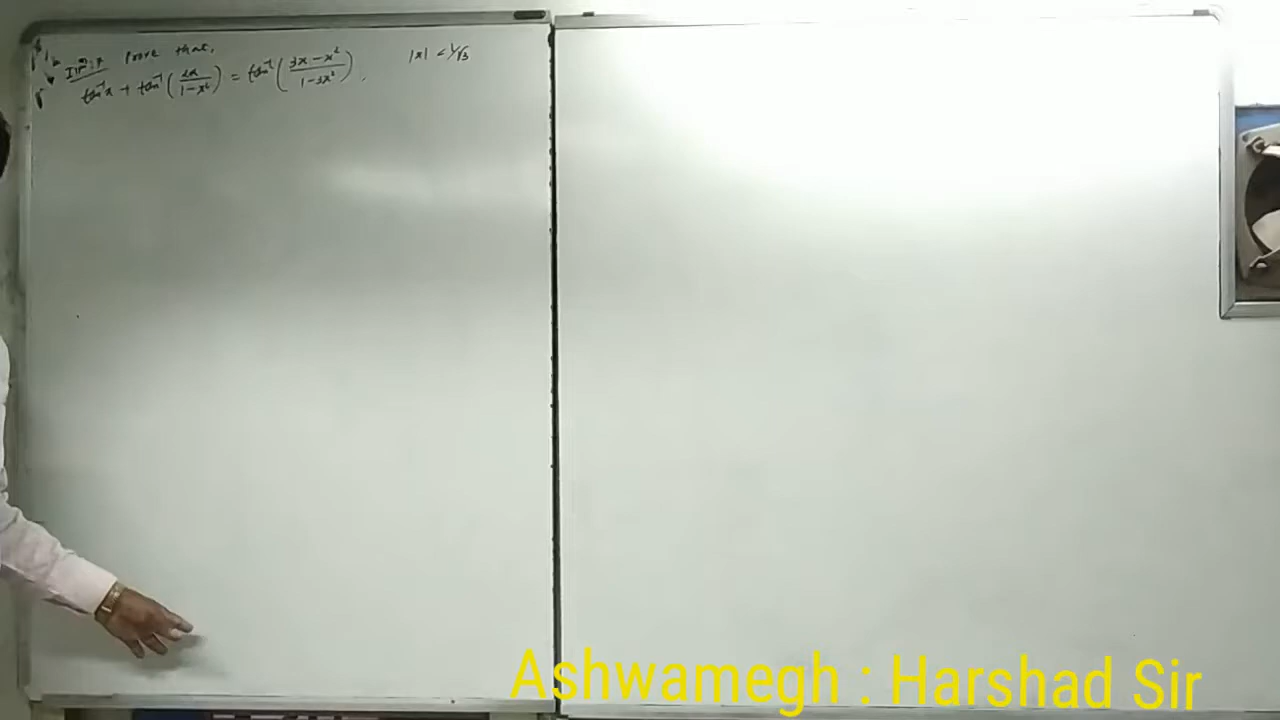 Prove that, |x| < 1/√3
tan⁻¹x + tan⁻¹(2x/1-x²) = tan⁻¹(3x-x²/1-3x²),
Ashwamegh : Harshad Sir